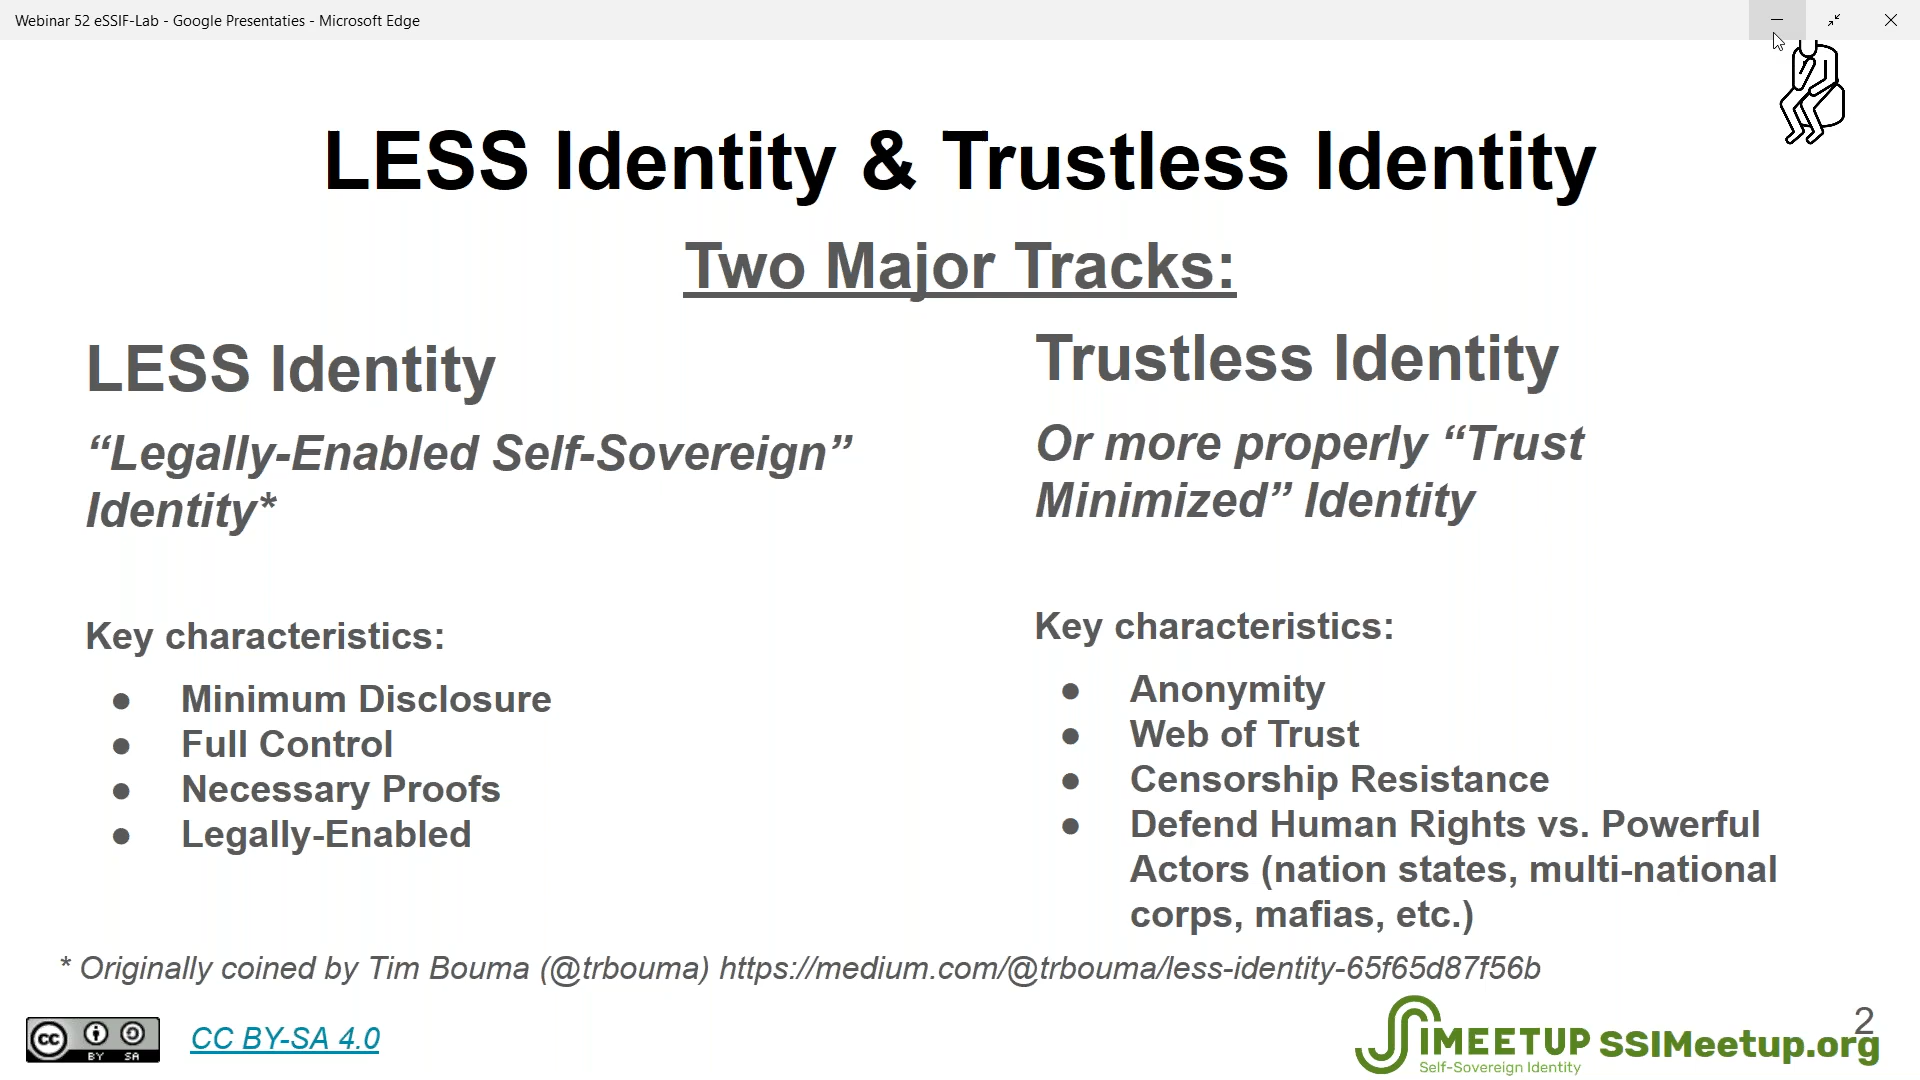 Webinar 52 eSSIF-Lab - Google Presentaties - Microsoft Edge
LESS Identity & Trustless Identity
Two Major Tracks:
LESS Identity
“Legally-Enabled Self-Sovereign”
Identity*
Key characteristics:
● Minimum Disclosure
● Full Control
● Necessary Proofs
● Legally-Enabled
Trustless Identity
Or more properly “Trust
Minimized” Identity
Key characteristics:
● Anonymity
● Web of Trust
● Censorship Resistance
● Defend Human Rights vs. Powerful
Actors (nation states, multi-national
corps, mafias, etc.)
* Originally coined by Tim Bouma (@trbouma) https://medium.com/@trbouma/less-identity-65f65d87f56b
cc BY SA
CC BY-SA 4.0
SSIMEETUP
Self-Sovereign Identity
SSIMeetup.org
2